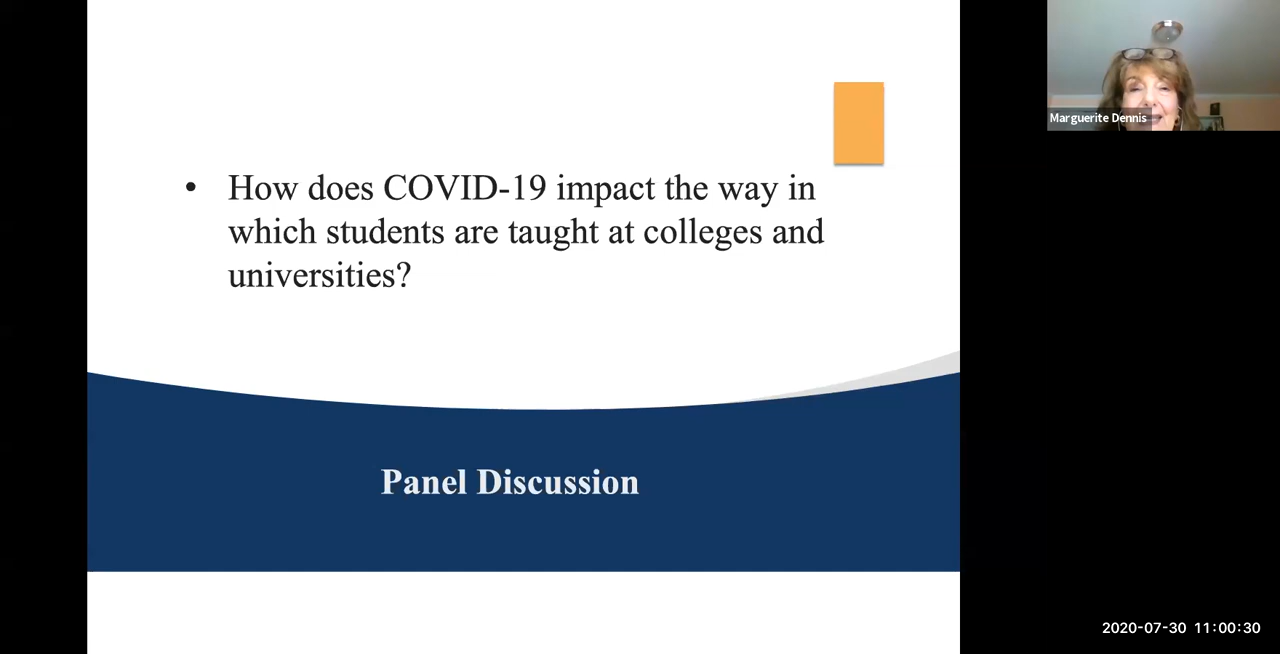 Marguerite Dennis
• How does COVID-19 impact the way in
which students are taught at colleges and
universities?
Panel Discussion
2020-07-30 11:00:30